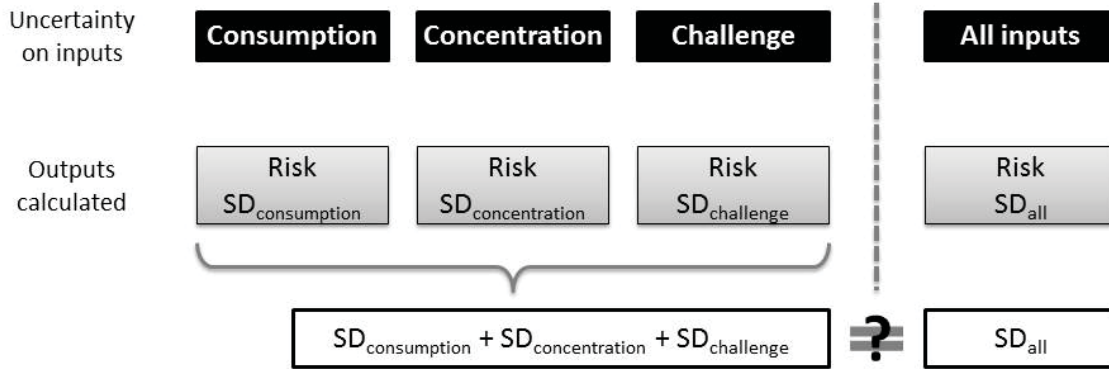 Uncertainty
on inputs
Consumption
Concentration
Challenge
All inputs
Outputs
calculated
Risk
SDconsumption
Risk
SDconcentration
Risk
SDchallenge
Risk
SDall
SDconsumption + SDconcentration + SDchallenge
=
?
SDall